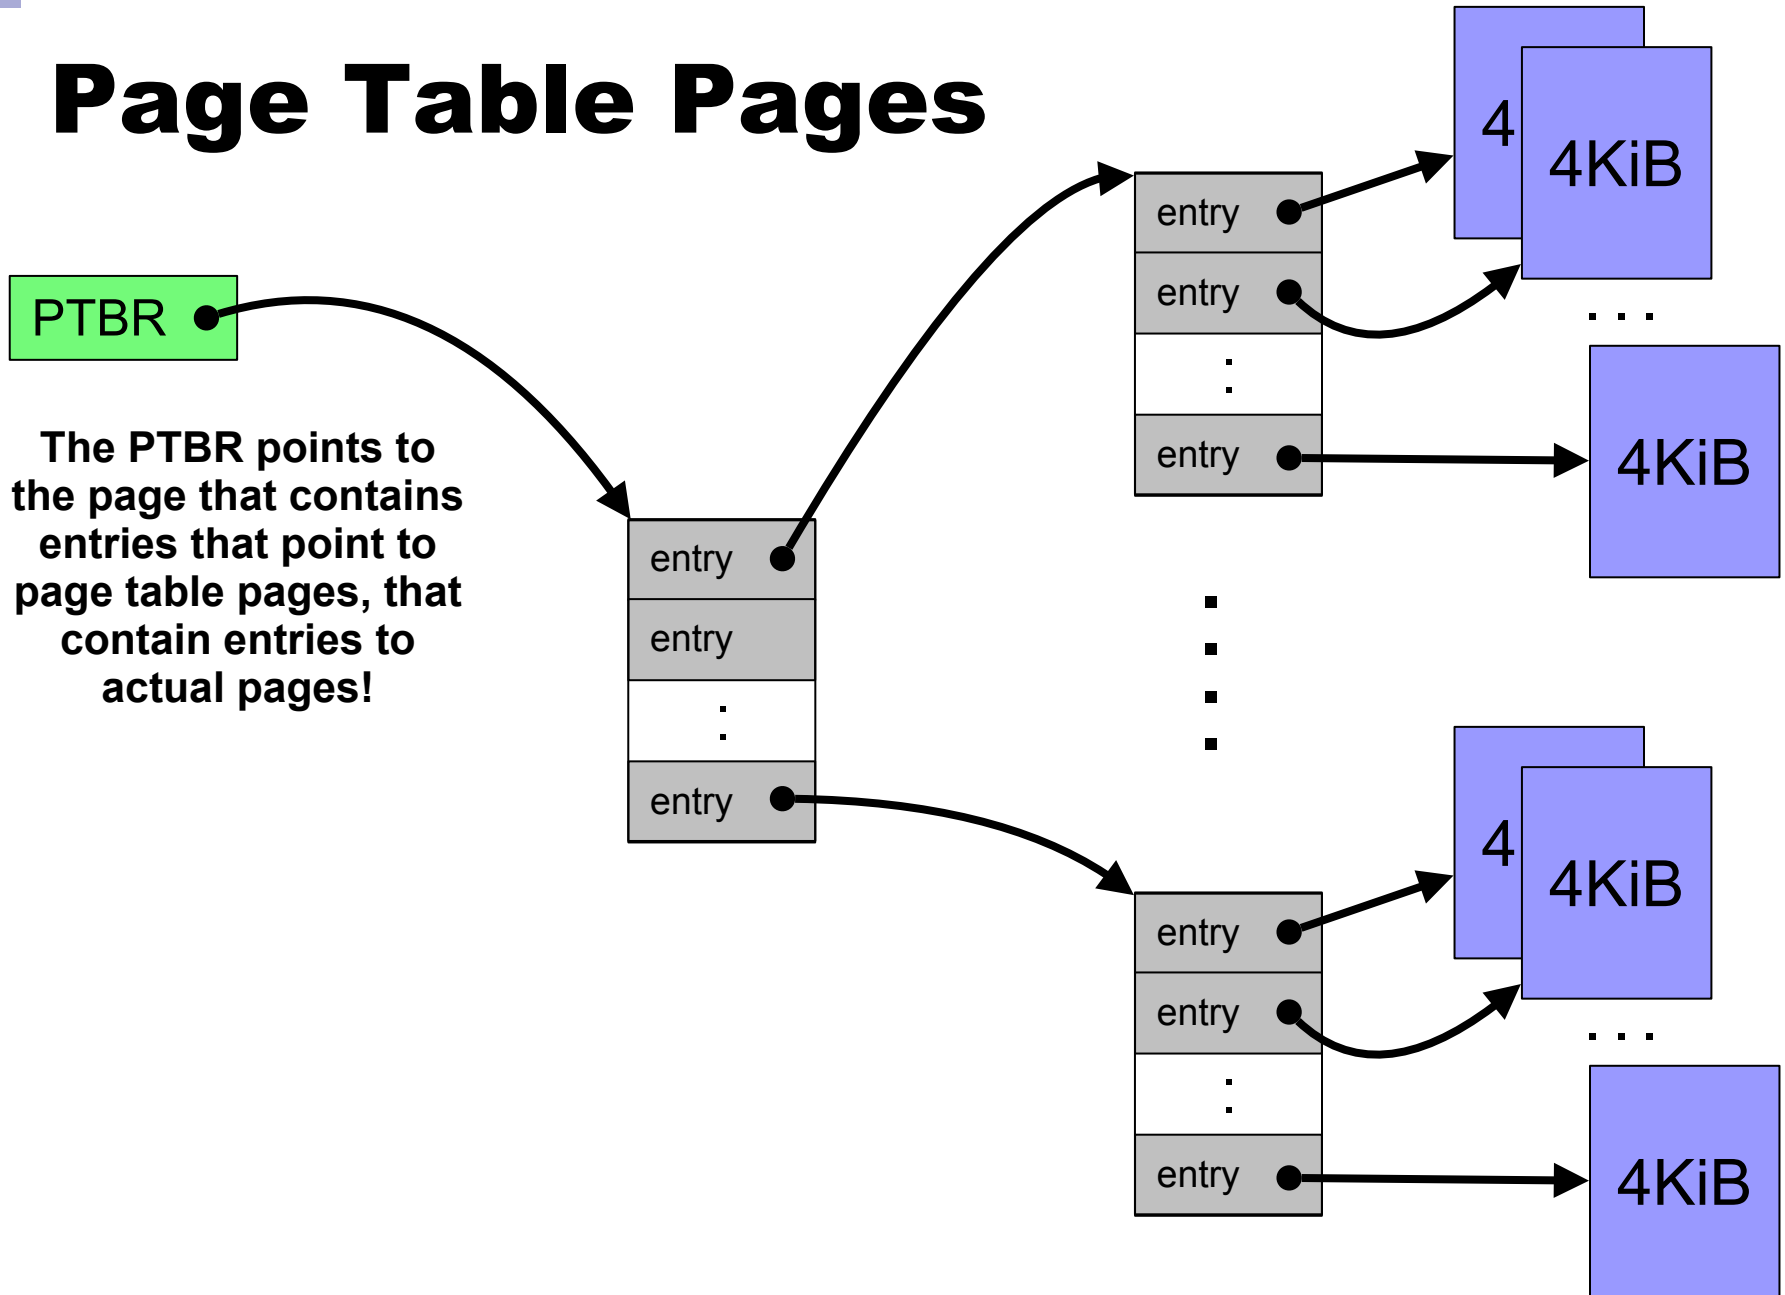 Page Table Pages
PTBR
The PTBR points to
the page that contains
entries that point to
page table pages, that
contain entries to
actual pages!
entry
entry
:
entry
entry
entry
:
entry
4
4KiB
. . .
4KiB
entry
entry
:
entry
4
4KiB
. . .
4KiB